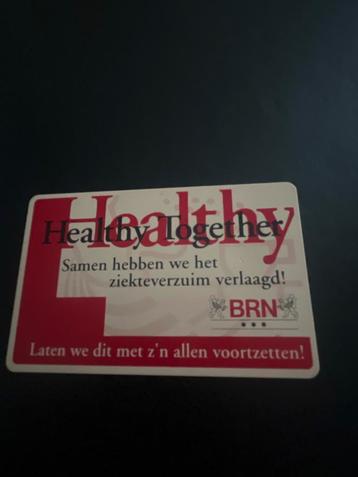 Healthy
Healthy Together
Samen hebben we het
ziekteverzuim verlaagd!
BRN
Laten we dit met z'n allen voortzetten!